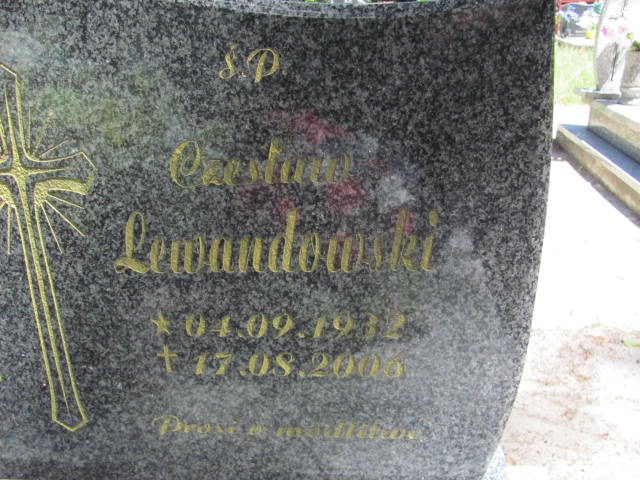 Ś.P.
Czesław
Lewandowski
★ 04.09.1932
✝ 17.08.2006
Prosi o modlitwę.